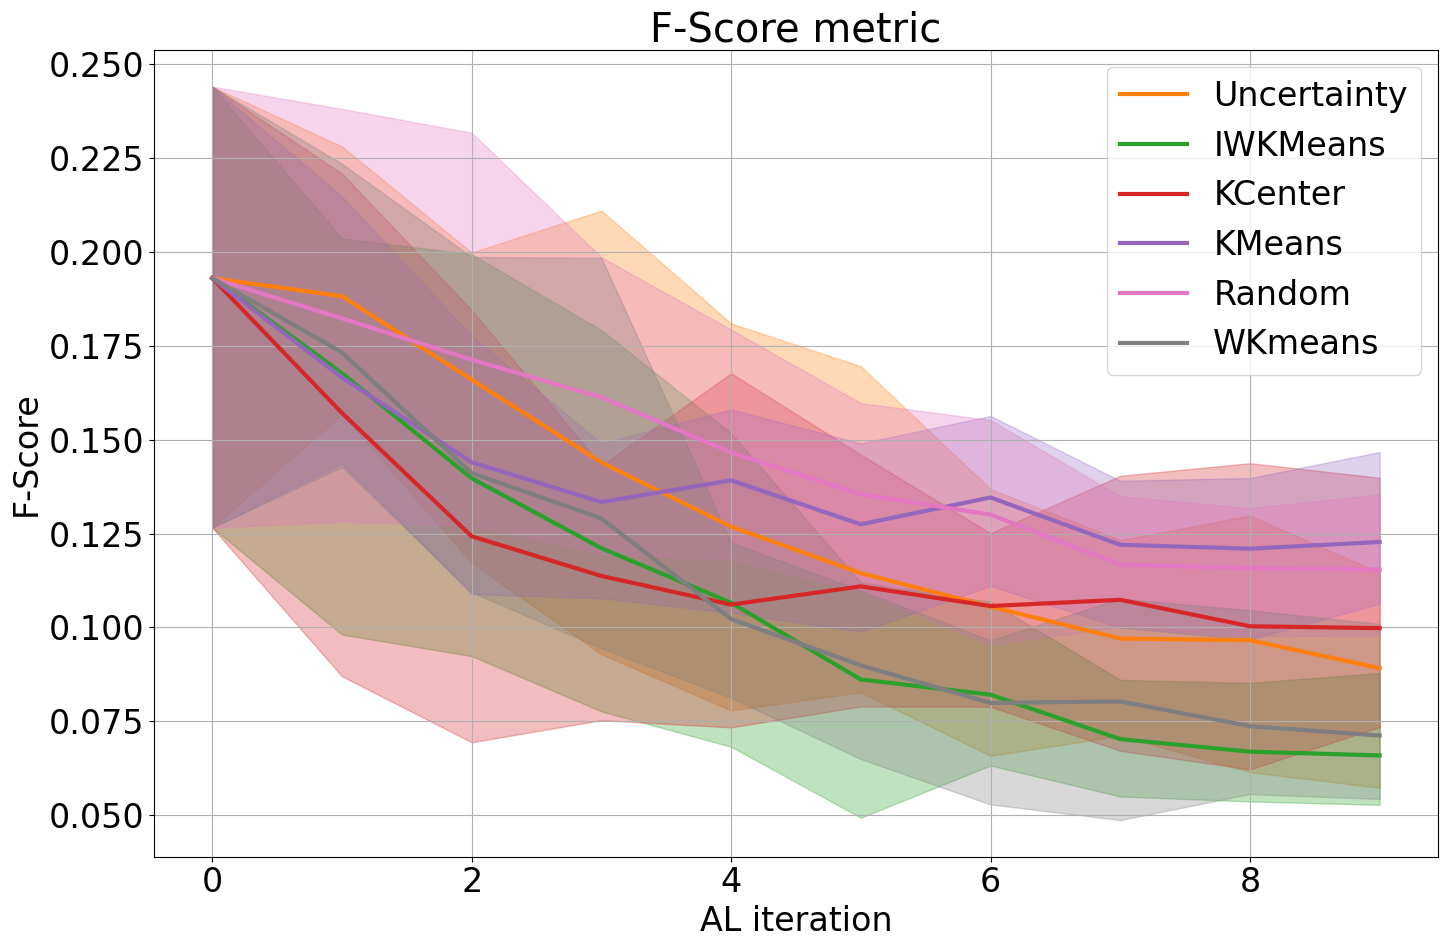 F-Score metric
0.250
0.225
0.200
0.175
0.150
0.125
0.100
0.075
0.050
F-Score
Uncertainty
IWKMeans
KCenter
KMeans
Random
WKmeans
0 2 4 6 8
AL iteration